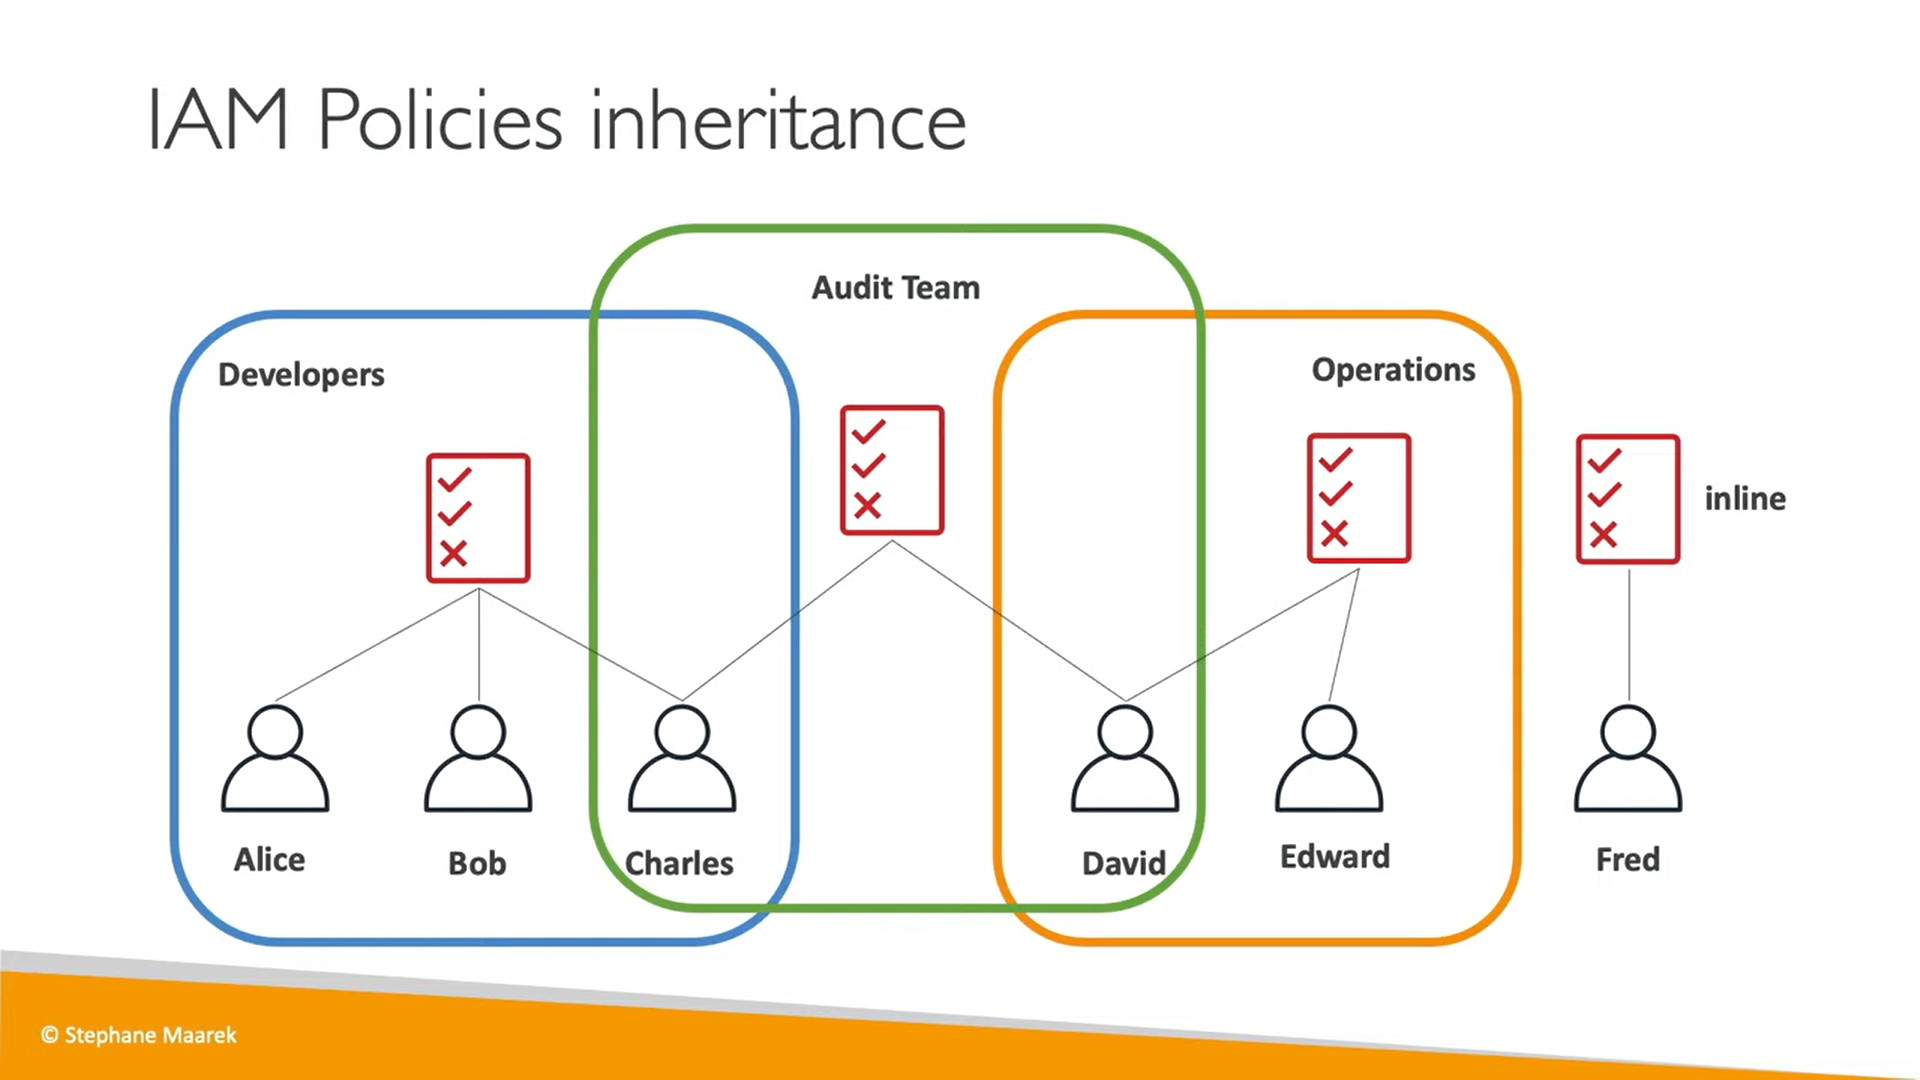 IAM Policies inheritance
Audit Team
Developers
Operations
inline
Alice
Bob
Charles
David
Edward
Fred
© Stephane Maarek